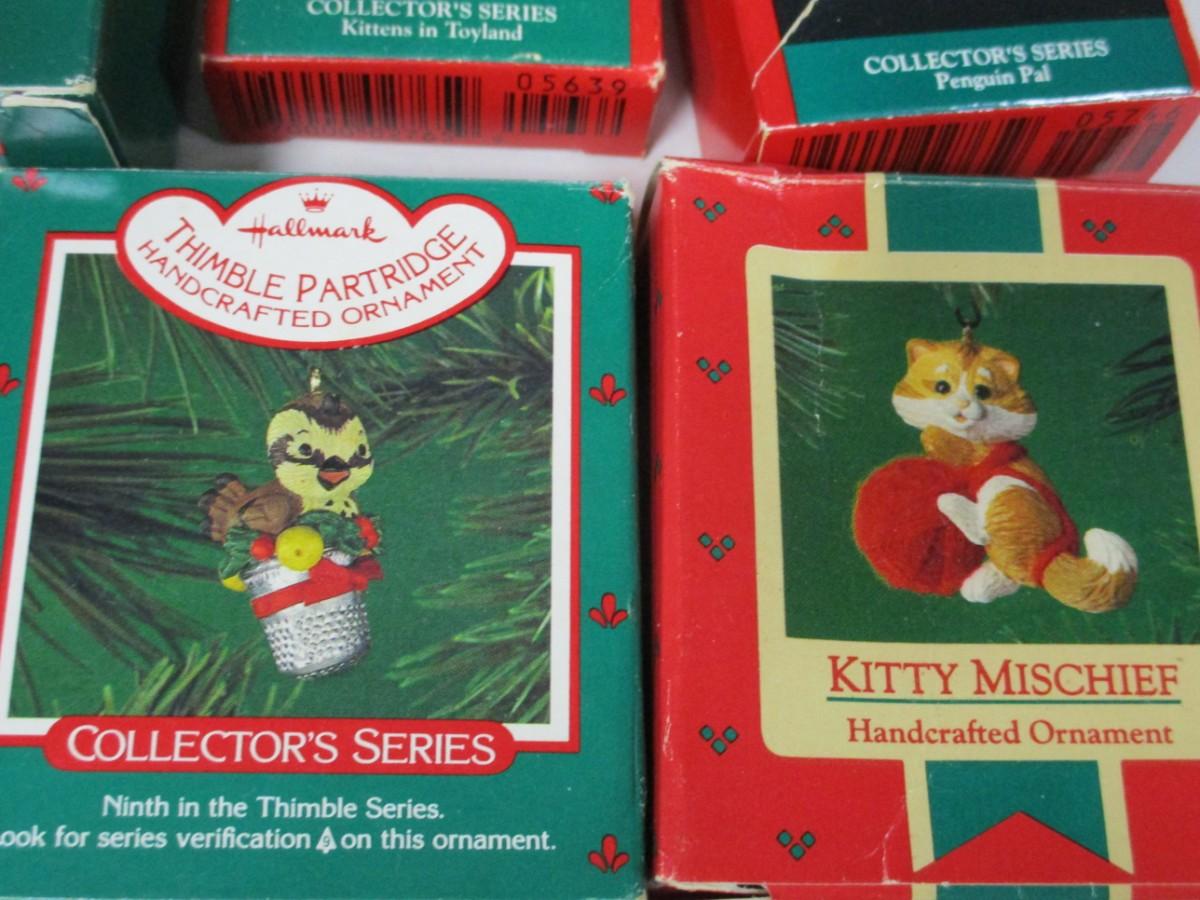 COLLECTOR'S SERIES
Kittens in Toyland
05639
COLLECTOR'S SERIES
Penguin Pal
Hallmark
THIMBLE PARTRIDGE
HANDCRAFTED ORNAMENT
COLLECTOR'S SERIES
Ninth in the Thimble Series.
ook for series verification 9 on this ornament.
KITTY MISCHIEF
Handcrafted Ornament